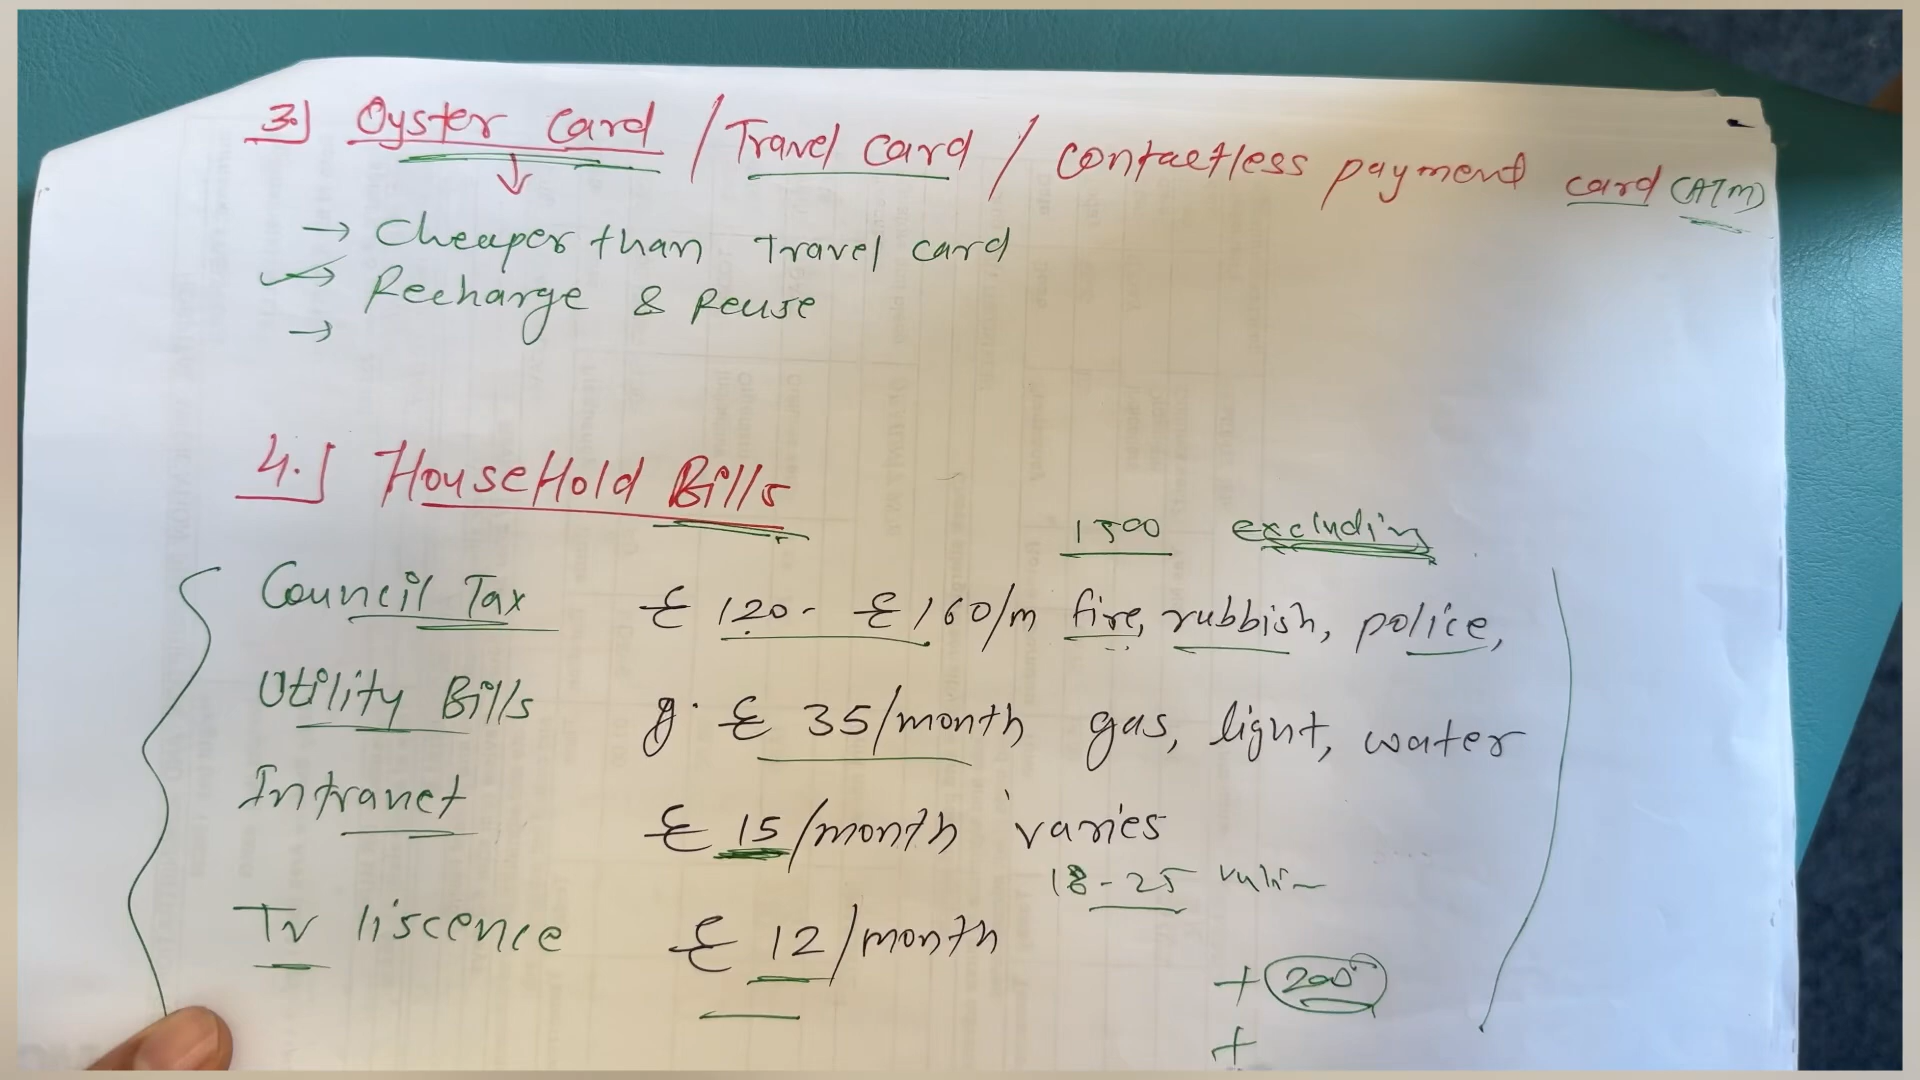 3.] Oyster Card / Travel card / contactless payment card (ATM)
→ Cheaper than Travel card
→ Recharge & Reuse
→
4.] HouseHold Bills
1500 excluding
Council Tax £ 120 - £ 160/m fire, rubbish, police,
Utility Bills g. £ 35/month gas, light, water
Intranet £ 15/month varies
18 - 25
Tv liscence £ 12/month
+ 200
+